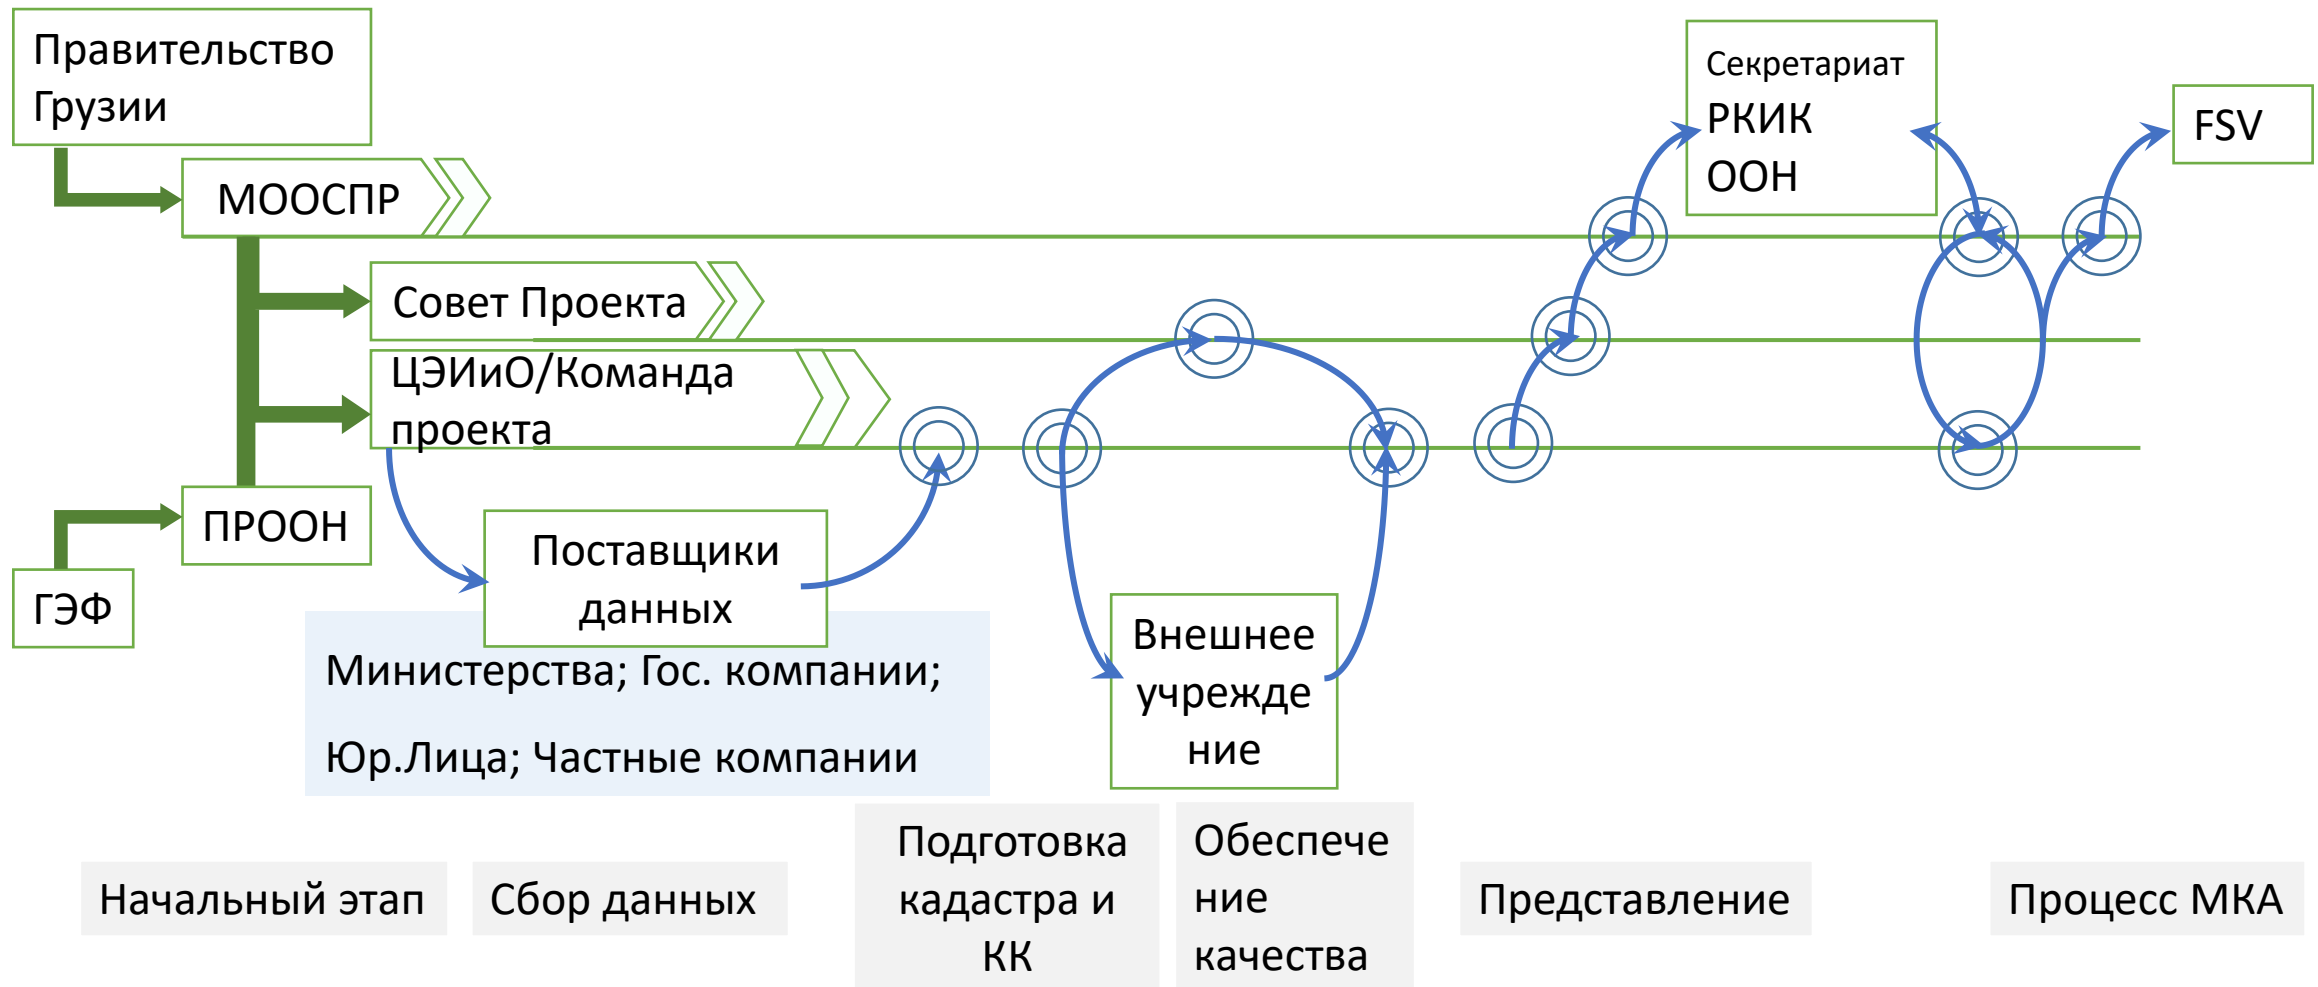 Правительство
Грузии
МООСПР
Совет Проекта
ЦЭИиО/Команда
проекта
ПРООН
ГЭФ
Поставщики
данных
Министерства; Гос. компании;
Юр.Лица; Частные компании
Внешнее
учрежде
ние
Секретариат
РКИК
ООН
FSV
Начальный этап
Сбор данных
Подготовка
кадастра и
КК
Обеспече
ние
качества
Представление
Процесс МКА